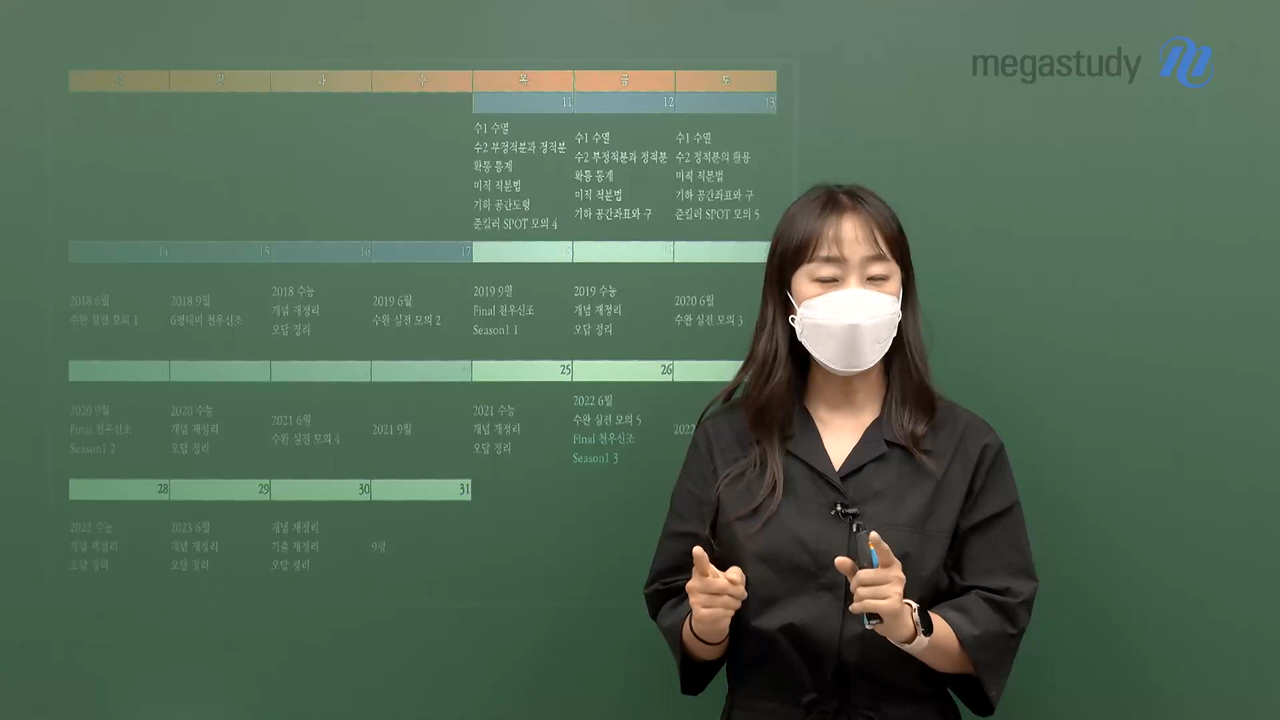 megastudy
일 월 화 수 목 금 토
11 12 13
수1 수열
수2 부정적분과 정적분
확통 통계
미적 적분법
기하 공간도형
준킬러 SPOT 모의 4
수1 수열
수2 부정적분과 정적분
확통 통계
미적 적분법
기하 공간좌표와 구
수1 수열
수2 정적분의 활용
미적 적분법
기하 공간좌표와 구
준킬러 SPOT 모의 5
14 15 16 17
2018 6월
수완 실전 모의 1
2018 9월
6평대비 천우신조
2018 수능
개념 재정리
오답 정리
2019 6월
수완 실전 모의 2
2019 9월
Final 천우신조
Season1 1
2019 수능
개념 재정리
오답 정리
2020 6월
수완 실전 모의 3
25 26
2020 9월
Final 천우신조
Season1 2
2020 수능
개념 재정리
오답 정리
2021 6월
수완 실전 모의 4
2021 9월
2021 수능
개념 재정리
오답 정리
2022 6월
수완 실전 모의 5
Final 천우신조
Season1 3
2022
28 29 30 31
2022 수능
개념 재정리
오답 정리
2023 6월
개념 재정리
오답 정리
개념 재정리
기출 재정리
오답 정리
9평